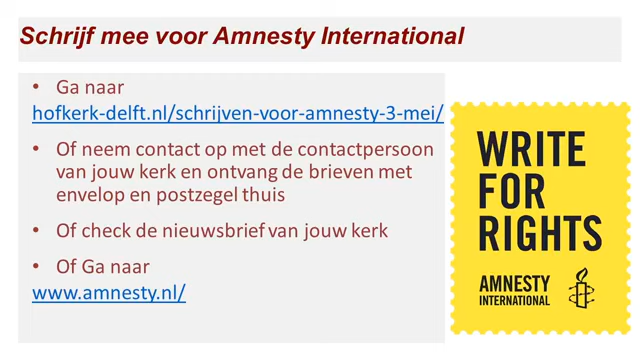 Schrijf mee voor Amnesty International
• Ga naar
hofkerk-delft.nl/schrijven-voor-amnesty-3-mei/
• Of neem contact op met de contactpersoon
van jouw kerk en ontvang de brieven met
envelop en postzegel thuis
• Of check de nieuwsbrief van jouw kerk
• Of Ga naar
www.amnesty.nl/
WRITE
FOR
RIGHTS
AMNESTY
INTERNATIONAL